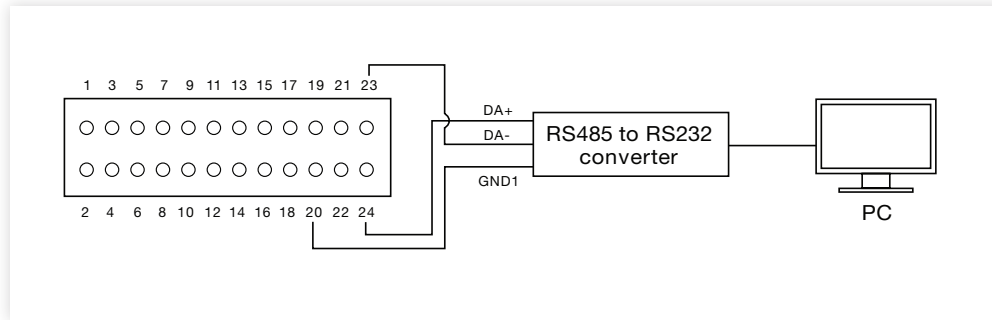 1 3 5 7 9 11 13 15 17 19 21 23
DA+
DA-
GND1
RS485 to RS232
converter
2 4 6 8 10 12 14 16 18 20 22 24
PC